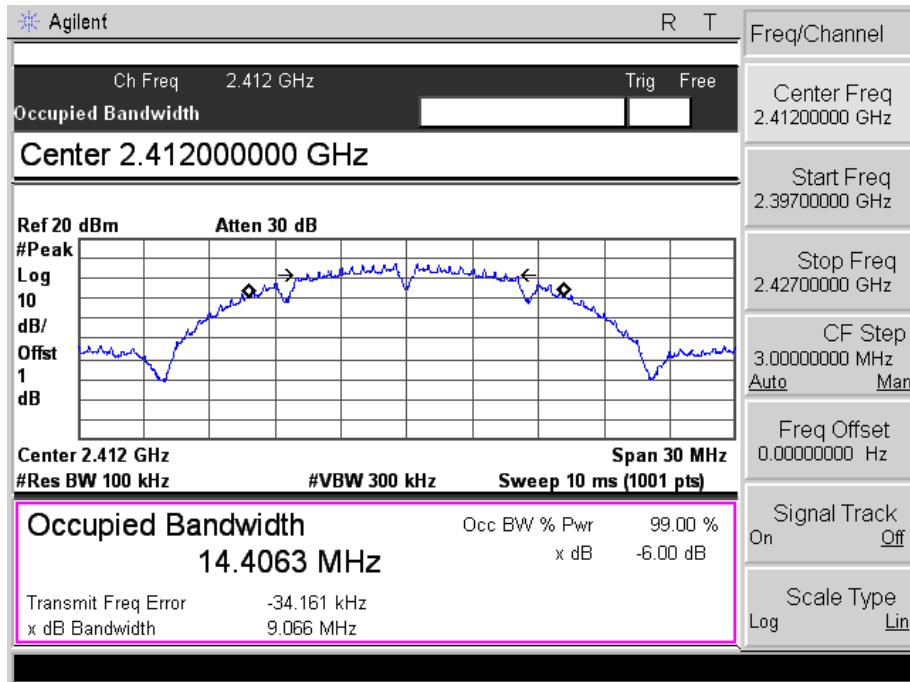 Agilent R T
Ch Freq 2.412 GHz Trig Free
Occupied Bandwidth
Center 2.412000000 GHz
Ref 20 dBm Atten 30 dB
#Peak
Log
10
dB/
Offst
1
dB
Center 2.412 GHz Span 30 MHz
#Res BW 100 kHz #VBW 300 kHz Sweep 10 ms (1001 pts)
Occupied Bandwidth
14.4063 MHz
Occ BW % Pwr 99.00 %
x dB -6.00 dB
Transmit Freq Error -34.161 kHz
x dB Bandwidth 9.066 MHz
Freq/Channel
Center Freq
2.41200000 GHz
Start Freq
2.39700000 GHz
Stop Freq
2.42700000 GHz
CF Step
3.00000000 MHz
Auto Man
Freq Offset
0.00000000 Hz
Signal Track
On Off
Scale Type
Log Lin